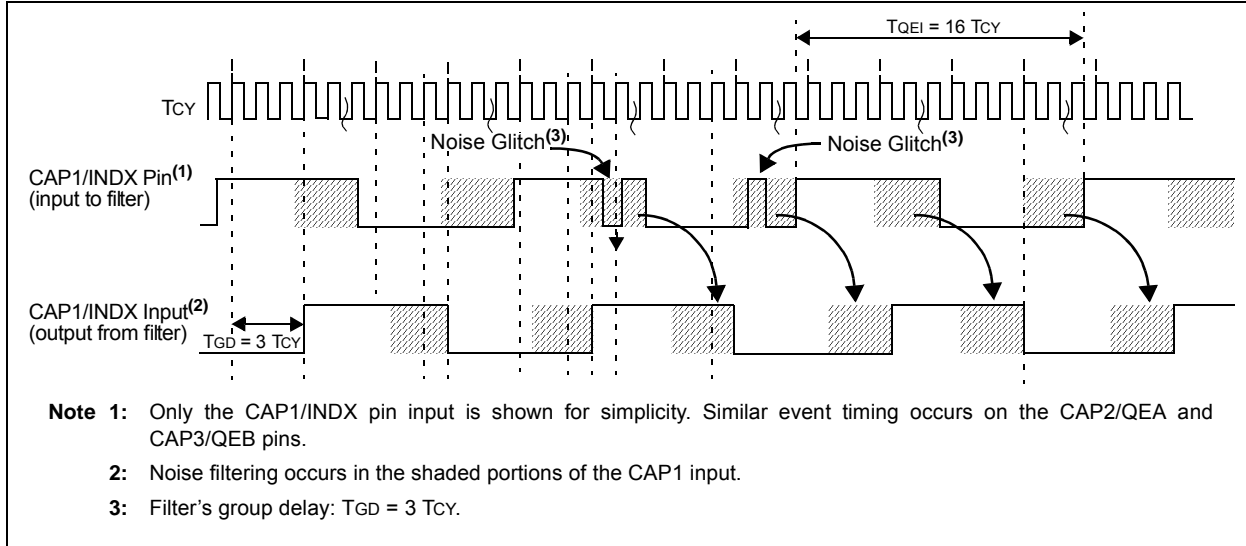 TQEI = 16 TCY
TCY
Noise Glitch(3)
Noise Glitch(3)
CAP1/INDX Pin(1)
(input to filter)
CAP1/INDX Input(2)
(output from filter)
TGD = 3 TCY
Note 1: Only the CAP1/INDX pin input is shown for simplicity. Similar event timing occurs on the CAP2/QEA and
CAP3/QEB pins.
2: Noise filtering occurs in the shaded portions of the CAP1 input.
3: Filter's group delay: TGD = 3 TCY.